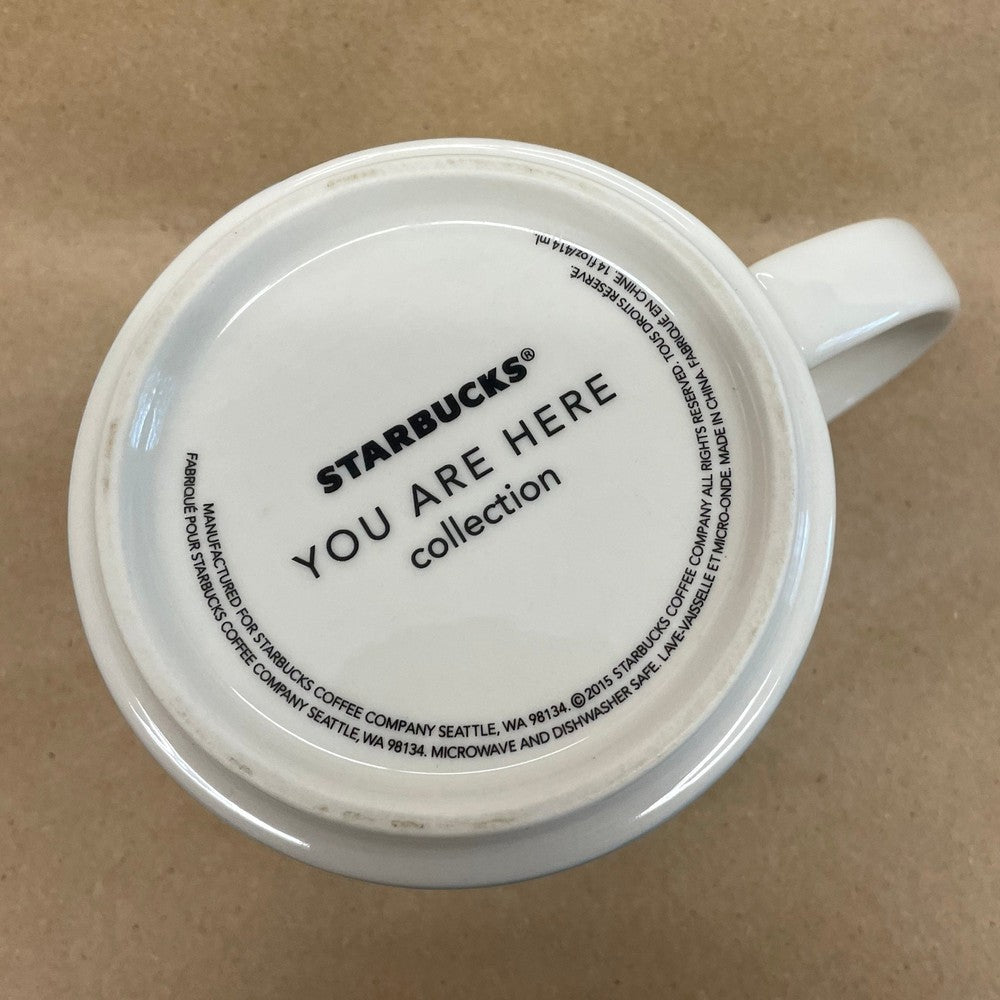 STARBUCKS®
YOU ARE HERE
collection
MANUFACTURED FOR STARBUCKS COFFEE COMPANY SEATTLE, WA 98134. ©2015 STARBUCKS COFFEE COMPANY ALL RIGHTS RESERVED. TOUS DROITS RÉSERVÉ.
FABRIQUÉ POUR STARBUCKS COFFEE COMPANY SEATTLE, WA 98134. MICROWAVE AND DISHWASHER SAFE. LAVE-VAISSELLE ET MICRO-ONDE. MADE IN CHINA. FABRIQUÉ EN CHINE. 14 fl oz/414 ml.